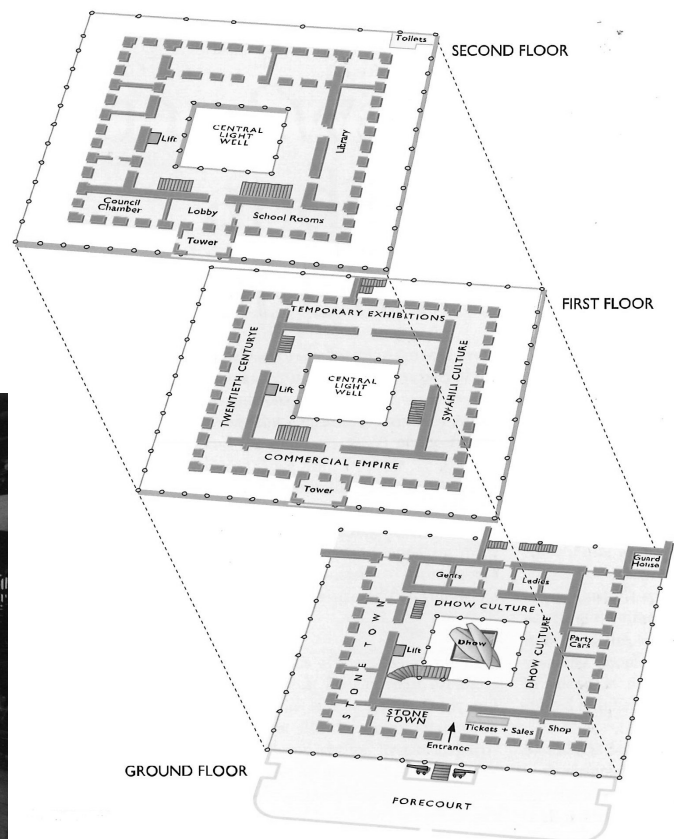 Toilets
SECOND FLOOR
CENTRAL
LIGHT
WELL
Lift
Library
Council
Chamber
Lobby
School Rooms
Tower
FIRST FLOOR
TEMPORARY EXHIBITIONS
TWENTIETH CENTURYE
SWAHILI CULTURE
CENTRAL
LIGHT
WELL
Lift
COMMERCIAL EMPIRE
Tower
Guard
House
Gents
Ladies
DHOW CULTURE
STONE TOWN
Dhow
DHOW CULTURE
Lift
Party
Cars
STONE
TOWN
Tickets + Sales
Shop
Entrance
GROUND FLOOR
FORECOURT